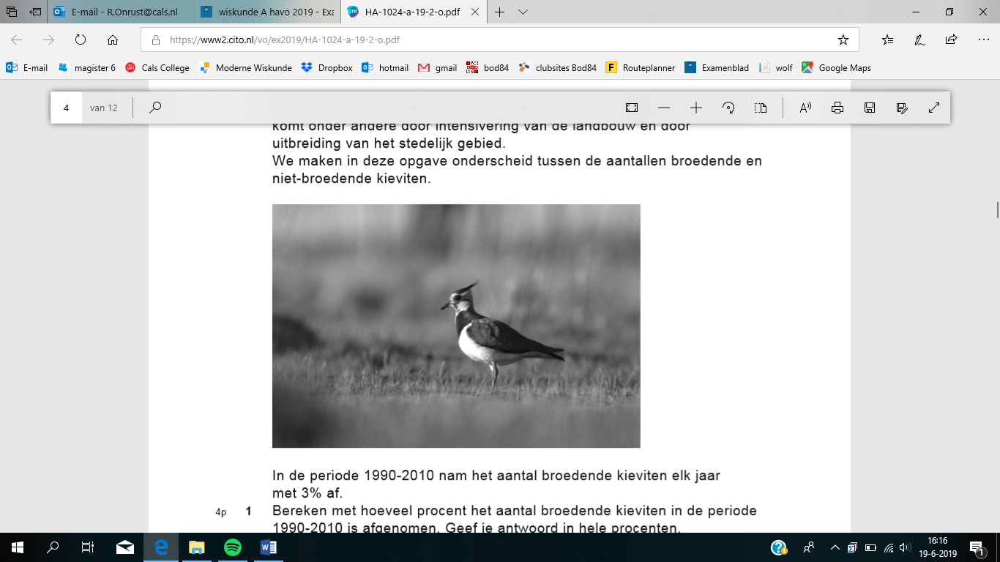 E-mail - R.Onrust@cals.nl
wiskunde A havo 2019 - Exa
HA-1024-a-19-2-o.pdf
https://www2.cito.nl/vo/ex2019/HA-1024-a-19-2-o.pdf
E-mail
magister 6
Cals College
Moderne Wiskunde
Dropbox
hotmail
gmail
bod84
clubsites Bod84
Routeplanner
Examenblad
wolf
Google Maps
4 van 12
komt onder andere door intensivering van de landbouw en door
uitbreiding van het stedelijk gebied.
We maken in deze opgave onderscheid tussen de aantallen broedende en
niet-broedende kieviten.
In de periode 1990-2010 nam het aantal broedende kieviten elk jaar
met 3% af.
4p 1 Bereken met hoeveel procent het aantal broedende kieviten in de periode
1990-2010 is afgenomen. Geef je antwoord in hele procenten.
16:16
19-6-2019